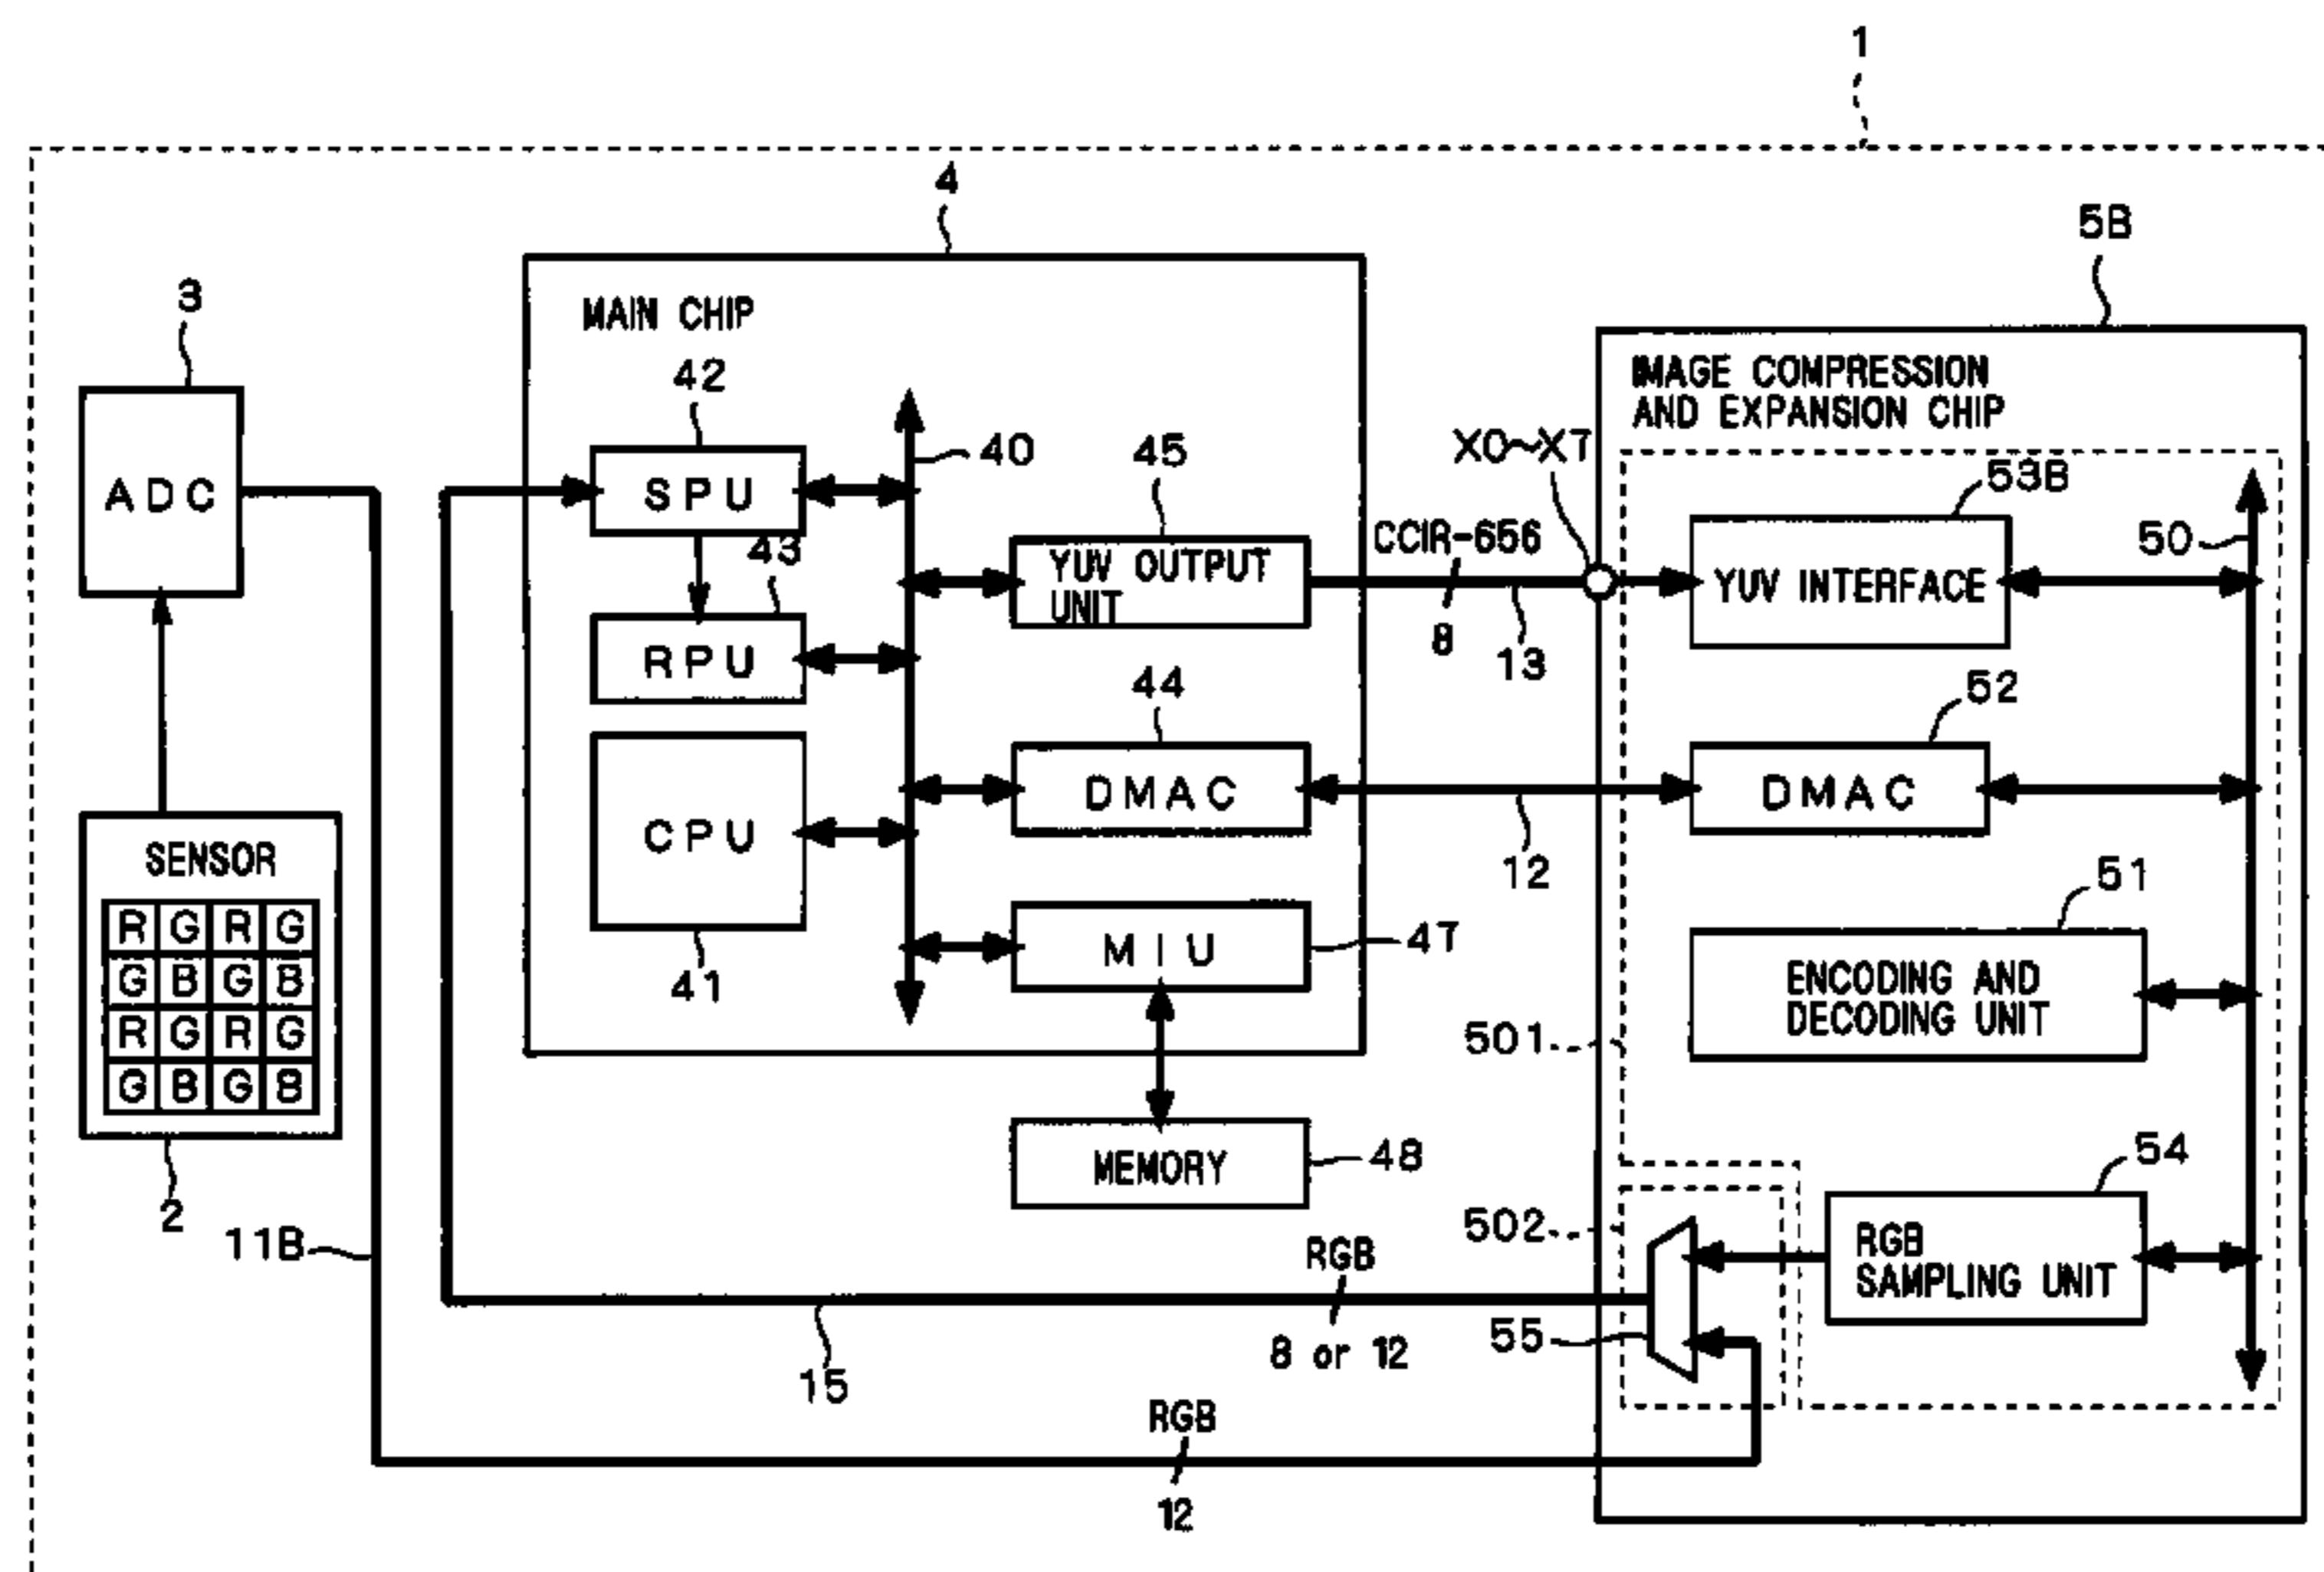 1
4
5B
3
MAIN CHIP
IMAGE COMPRESSION
AND EXPANSION CHIP
42
40
45
X0~X7
53B
ADC
SPU
CCIR-656
50
43
YUV OUTPUT
UNIT
YUV INTERFACE
8
13
RPU
44
52
DMAC
DMAC
CPU
12
SENSOR
51
R G R G
G B G B
R G R G
G B G B
MIU
47
41
ENCODING AND
DECODING UNIT
501
MEMORY
48
54
2
502
11B
RGB
RGB
SAMPLING UNIT
8 or 12
55
15
RGB
12